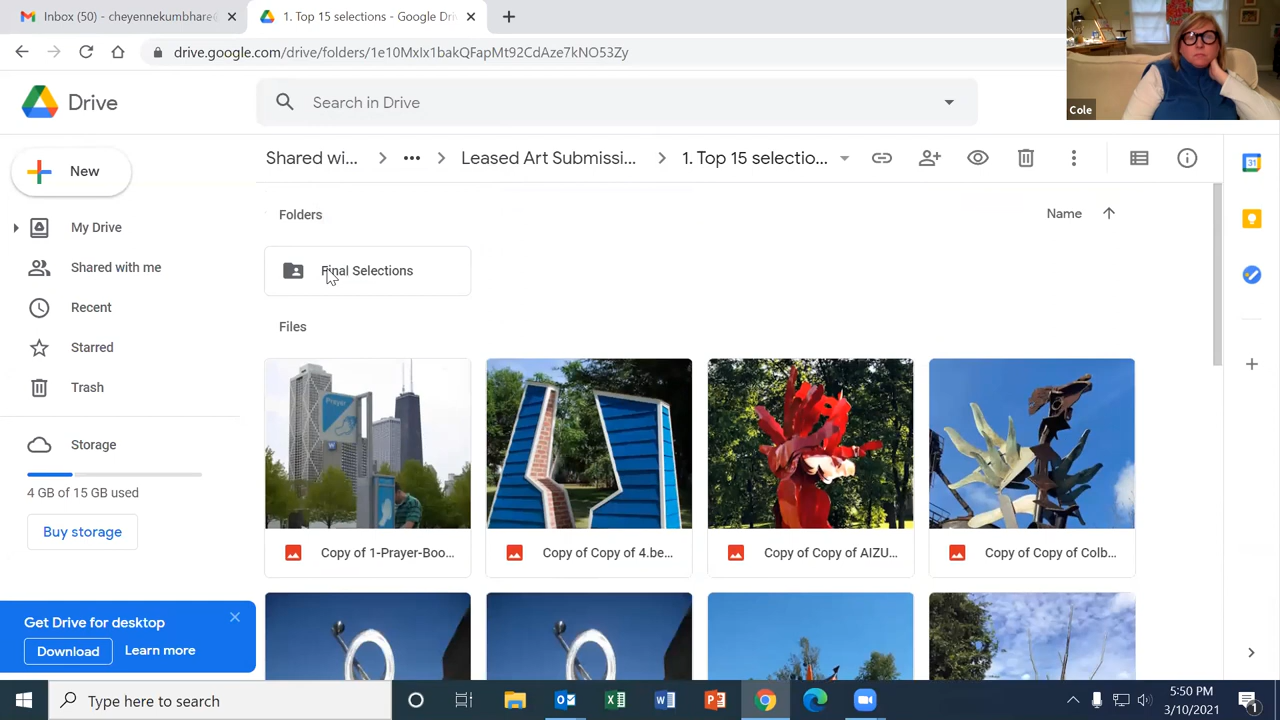 Inbox (50) - cheyennekumbhare@
1. Top 15 selections - Google Dri
drive.google.com/drive/folders/1e10MxIx1bakQFapMt92CdAze7kNO53Zy
Cole
Drive
Search in Drive
New
Shared wi...
Leased Art Submissi...
1. Top 15 selectio...
31
My Drive
Shared with me
Recent
Starred
Trash
Storage
4 GB of 15 GB used
Buy storage
Folders
Name
Final Selections
Files
Prayer
Copy of 1-Prayer-Boo...
Copy of Copy of 4.be...
Copy of Copy of AIZU...
Copy of Copy of Colb...
Get Drive for desktop
Download
Learn more
Type here to search
5:50 PM
3/10/2021
1